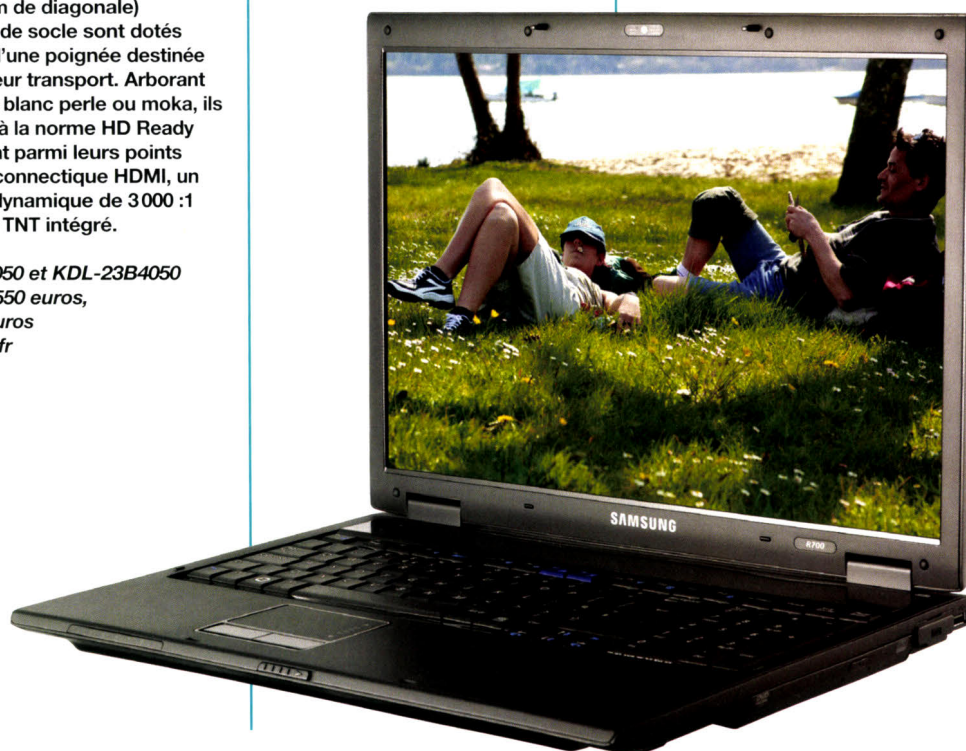 m de diagonale)
de socle sont dotés
d'une poignée destinée
eur transport. Arborant
blanc perle ou moka, ils
à la norme HD Ready
nt parmi leurs points
connectique HDMI, un
dynamique de 3 000 :1
TNT intégré.
050 et KDL-23B4050
550 euros,
uros
fr
SAMSUNG
R700